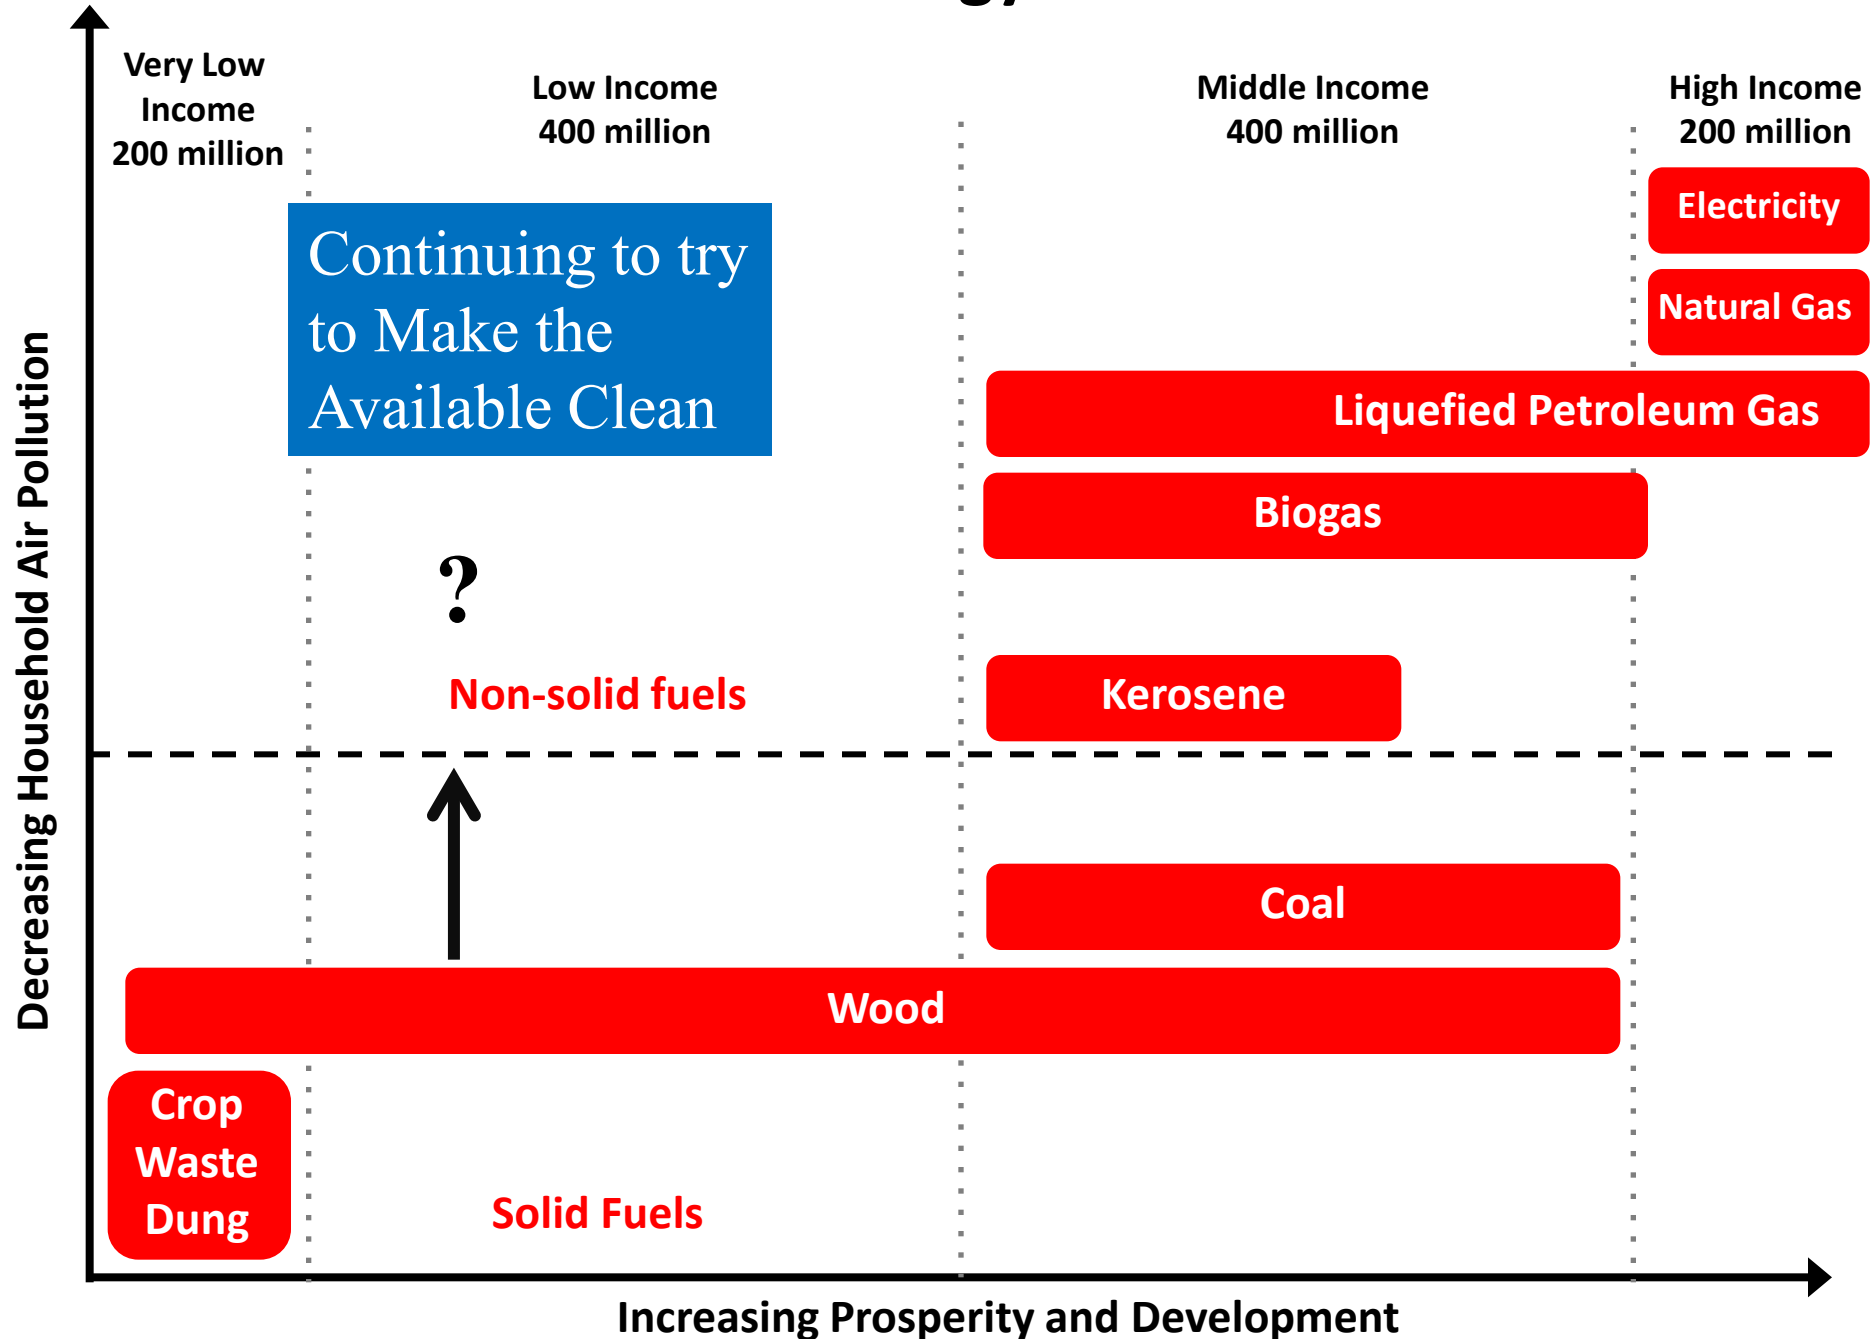 Very Low
Income
200 million
Low Income
400 million
Middle Income
400 million
High Income
200 million
Electricity
Natural Gas
Liquefied Petroleum Gas
Biogas
Kerosene
Continuing to try
to Make the
Available Clean
?
Non-solid fuels
Coal
Wood
Crop
Waste
Dung
Solid Fuels
Decreasing Household Air Pollution
Increasing Prosperity and Development